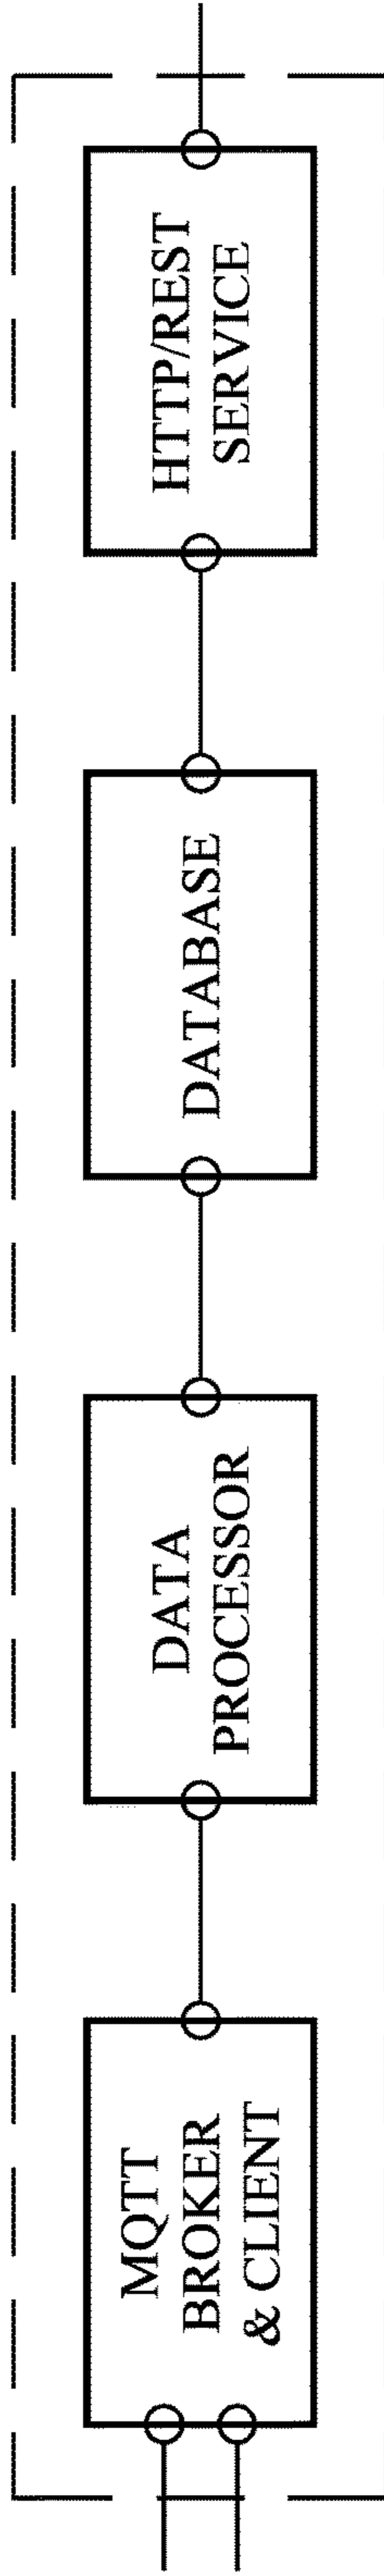 MQTT
BROKER
& CLIENT
DATA
PROCESSOR
DATABASE
HTTP/REST
SERVICE